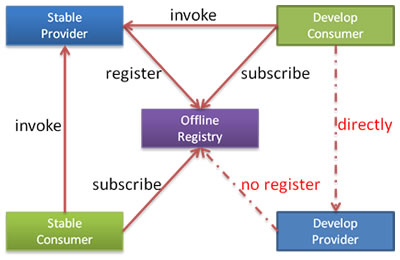 Stable
Provider
invoke
Develop
Consumer
register
subscribe
Offline
Registry
invoke
directly
subscribe
no register
Stable
Consumer
Develop
Provider